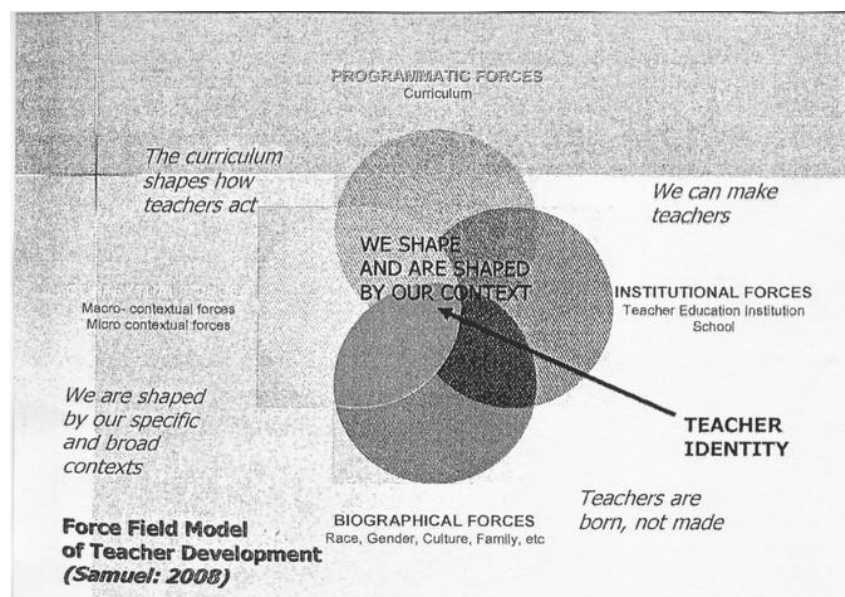 PROGRAMMATIC FORCES
Curriculum
The curriculum
shapes how
teachers act
We can make
teachers
WE SHAPE
AND ARE SHAPED
BY OUR CONTEXT
Macro- contextual forces
Micro contextual forces
INSTITUTIONAL FORCES
Teacher Education Institution
School
We are shaped
by our specific
and broad
contexts
TEACHER
IDENTITY
Teachers are
born, not made
BIOGRAPHICAL FORCES
Race, Gender, Culture, Family, etc
Force Field Model
of Teacher Development
(Samuel: 2008)